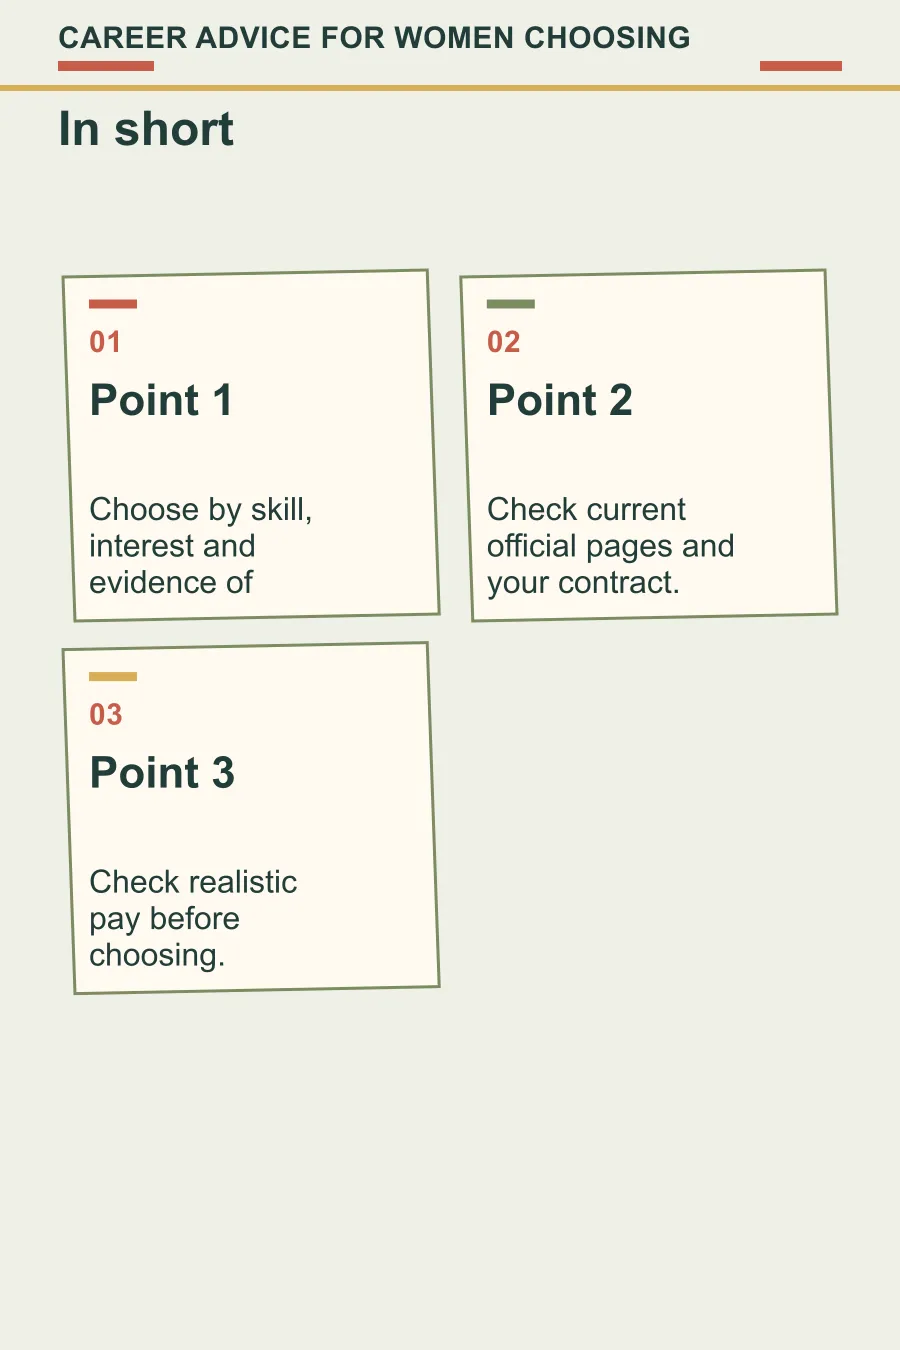 CAREER ADVICE FOR WOMEN CHOOSING
In short
01
Point 1
Choose by skill,
interest and
evidence of
02
Point 2
Check current
official pages and
your contract.
03
Point 3
Check realistic
pay before
choosing.